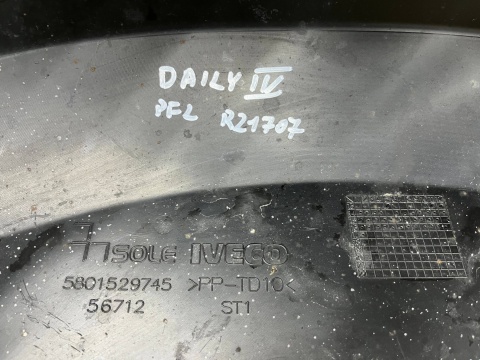 DAILY IV
PFL R21707
SOLE IVECO
5801529745 >PP-TD10<
56712 ST1